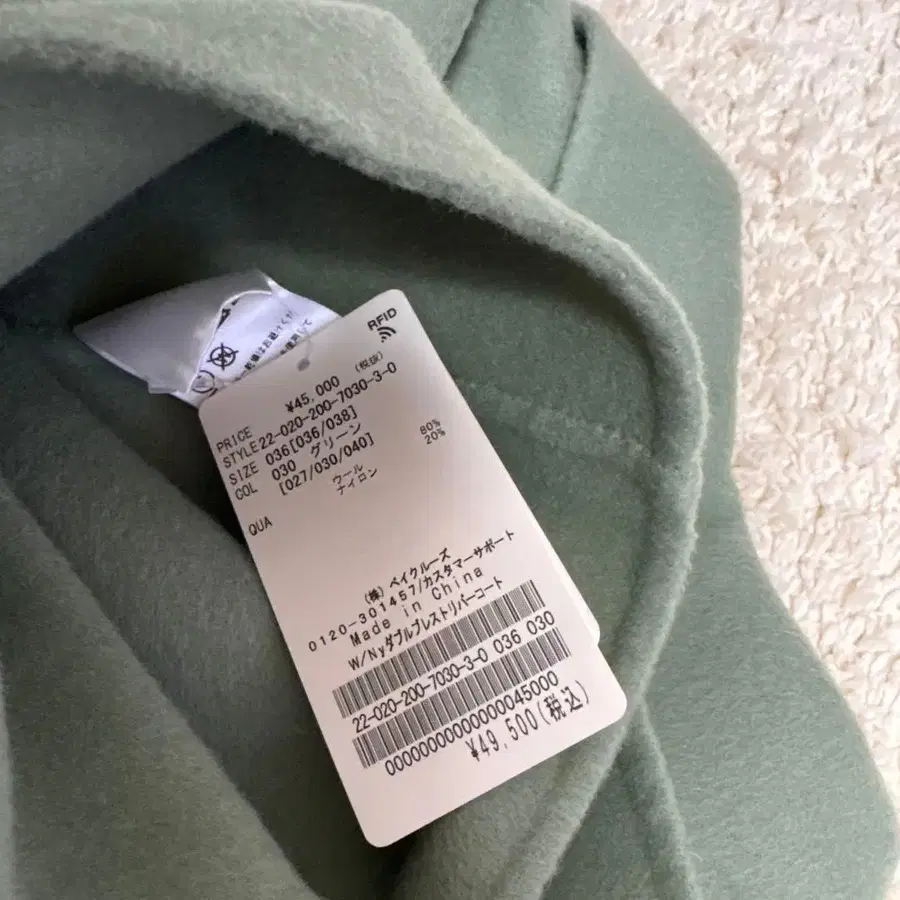 RFID
PRICE ¥45,000 (税抜)
STYLE 22-020-200-7030-3-0
SIZE 036[036/038]
COL 030 グリーン
[027/030/040]
QUA ウール 80%
ナイロン 20%
(株) ベイクルーズ
0120-301457/カスタマーサポート
Made in China
W/Nyダブルブレストリバーコート
22-020-200-7030-3-0 036 030
0000000000000000045000
¥49,500(税込)